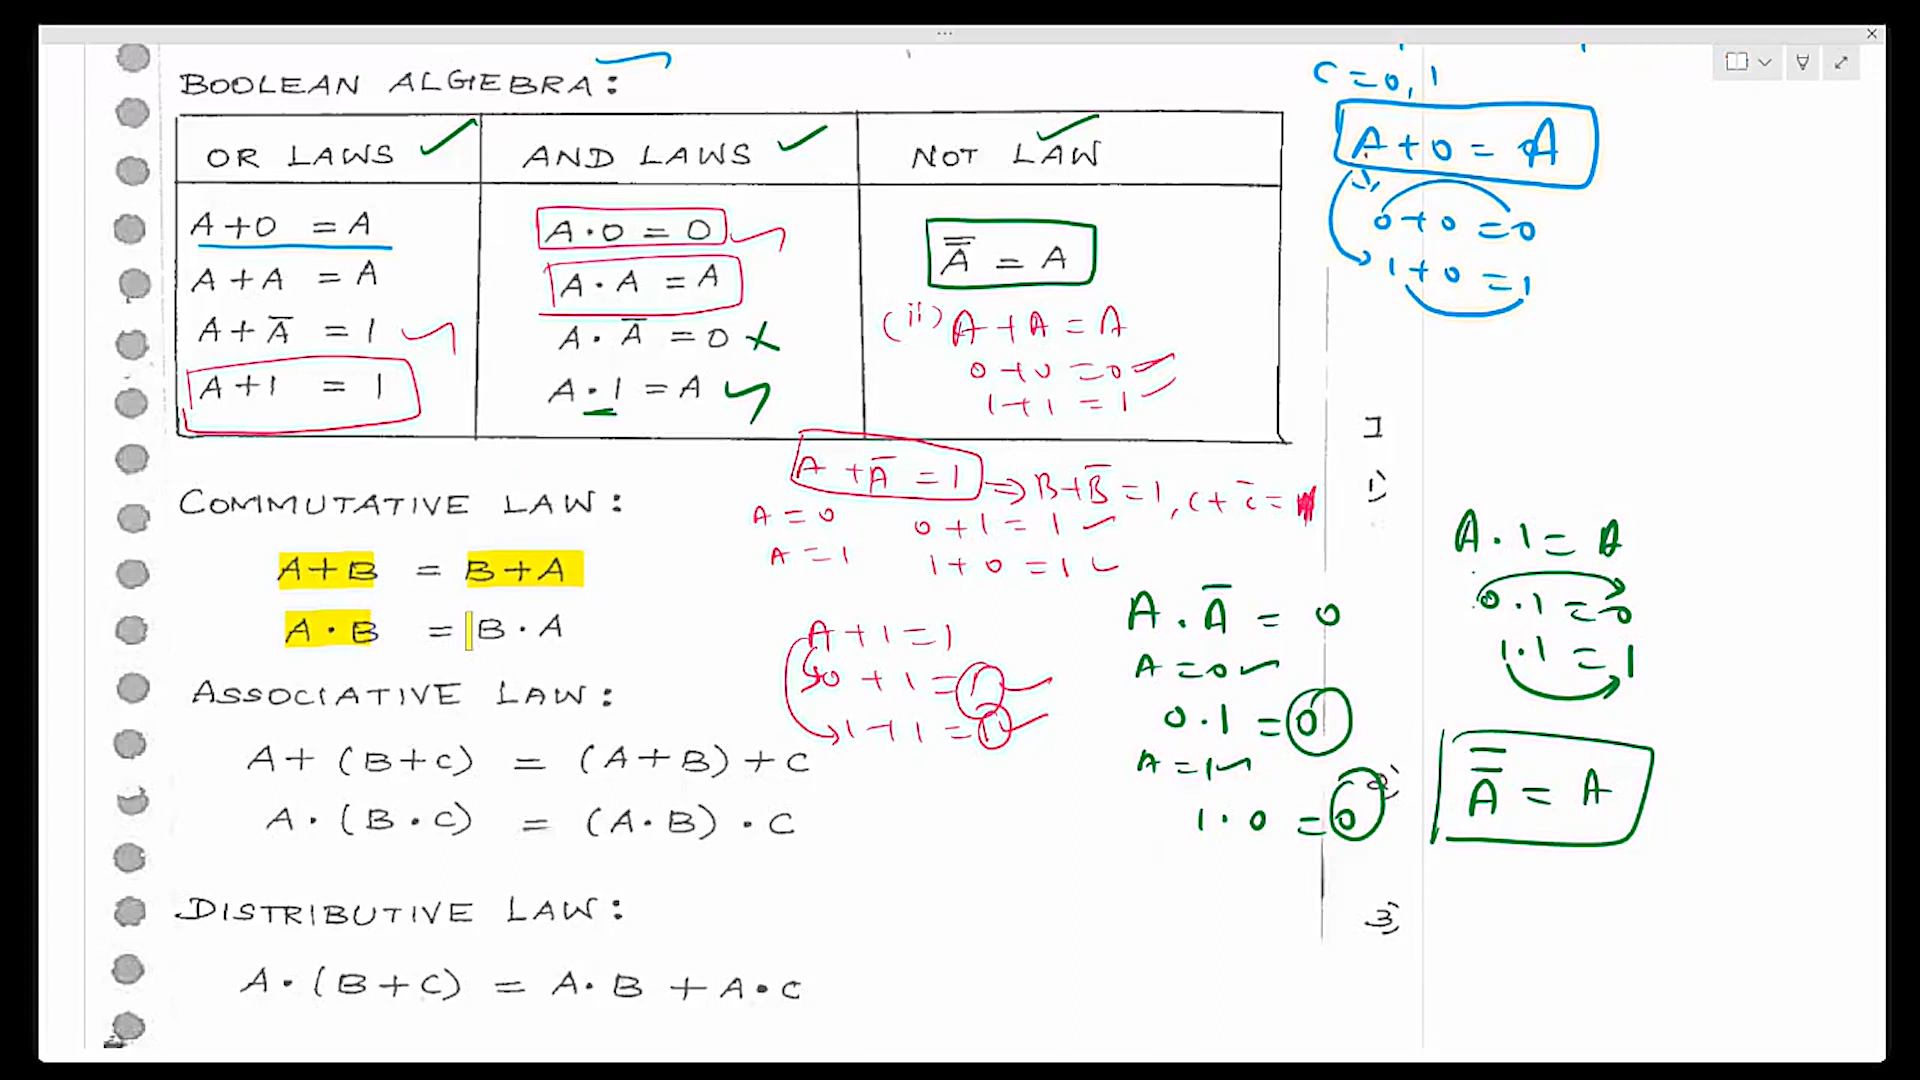 BOOLEAN ALGEBRA:
OR LAWS
AND LAWS
NOT LAW
A+0 = A
A+A = A
A+A̅ = 1
A+1 = 1
A·0 = 0
A·A = A
A·A̅ = 0
A·1 = A
A̿ = A
(ii) A+A = A
0+0 = 0
1+1 = 1
COMMUTATIVE LAW:
A+B = B+A
A·B = B·A
ASSOCIATIVE LAW:
A+(B+C) = (A+B)+C
A·(B·C) = (A·B)·C
DISTRIBUTIVE LAW:
A·(B+C) = A·B + A·C
A+A̅ = 1 → B+B̅ = 1, C+C̅ =
A = 0 0+1 = 1
A = 1 1+0 = 1
A+1 = 1
0+1 = 1
1+1 = 1
A·A̅ = 0
A = 0
0·1 = 0
A = 1
1·0 = 0
C = 0,1
A+0 = A
0+0 = 0
1+0 = 1
I
1)
3)
A·1 = A
0·1 = 0
1·1 = 1
A̿ = A